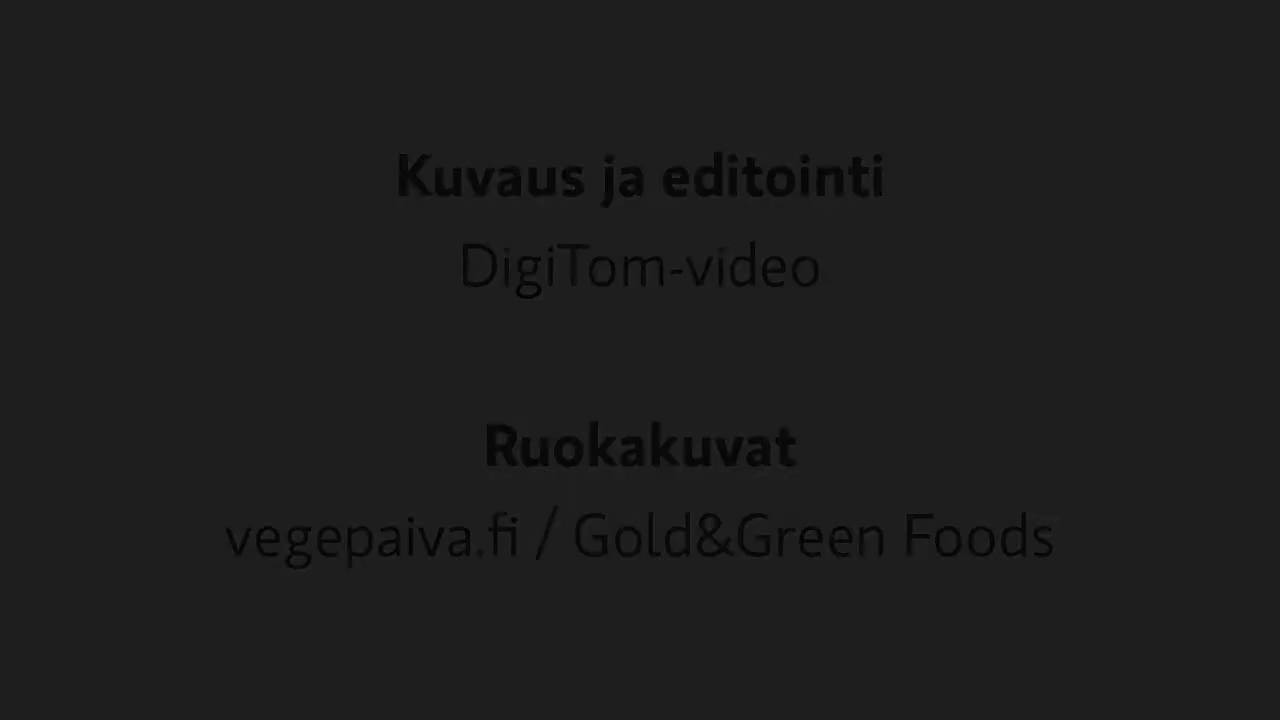 Kuvaus ja editointi
DigiTom-video
Ruokakuvat
vegepaiva.fi / Gold&Green Foods